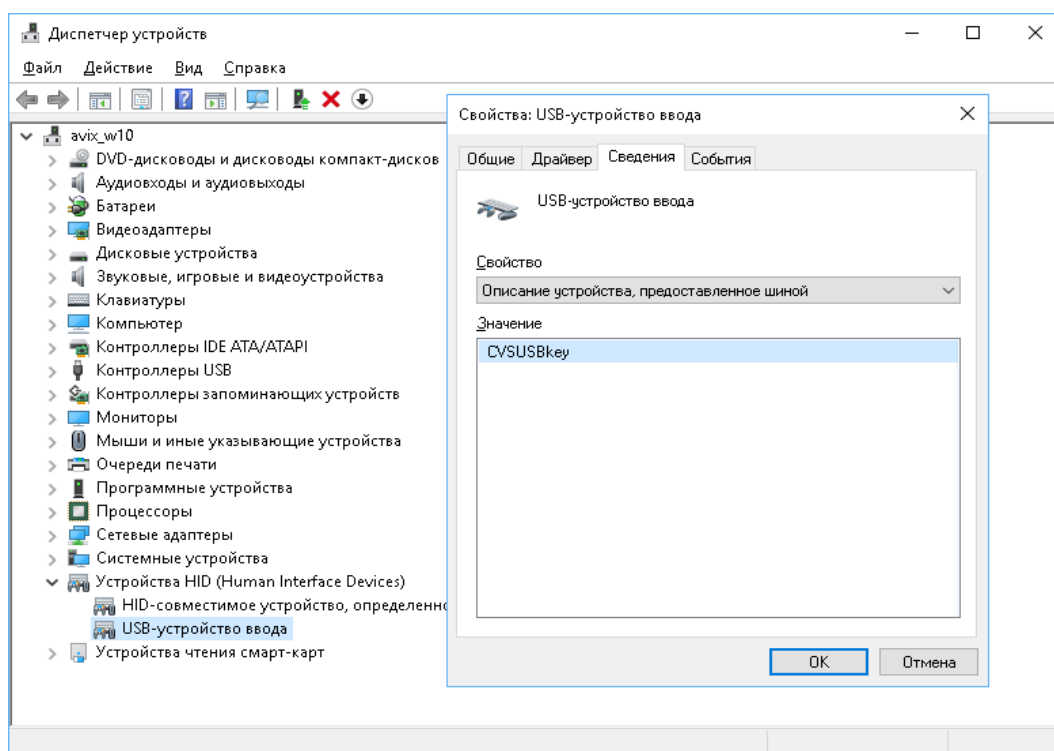 Диспетчер устройств
Файл Действие Вид Справка
avix_w10
DVD-дисководы и дисководы компакт-дисков
Аудиовходы и аудиовыходы
Батареи
Видеоадаптеры
Дисковые устройства
Звуковые, игровые и видеоустройства
Клавиатуры
Компьютер
Контроллеры IDE ATA/ATAPI
Контроллеры USB
Контроллеры запоминающих устройств
Мониторы
Мыши и иные указывающие устройства
Очереди печати
Программные устройства
Процессоры
Сетевые адаптеры
Системные устройства
Устройства HID (Human Interface Devices)
HID-совместимое устройство, определенно
USB-устройство ввода
Устройства чтения смарт-карт
Свойства: USB-устройство ввода
Общие Драйвер Сведения События
USB-устройство ввода
Свойство
Описание устройства, предоставленное шиной
Значение
CVSUSBkey
OK Отмена